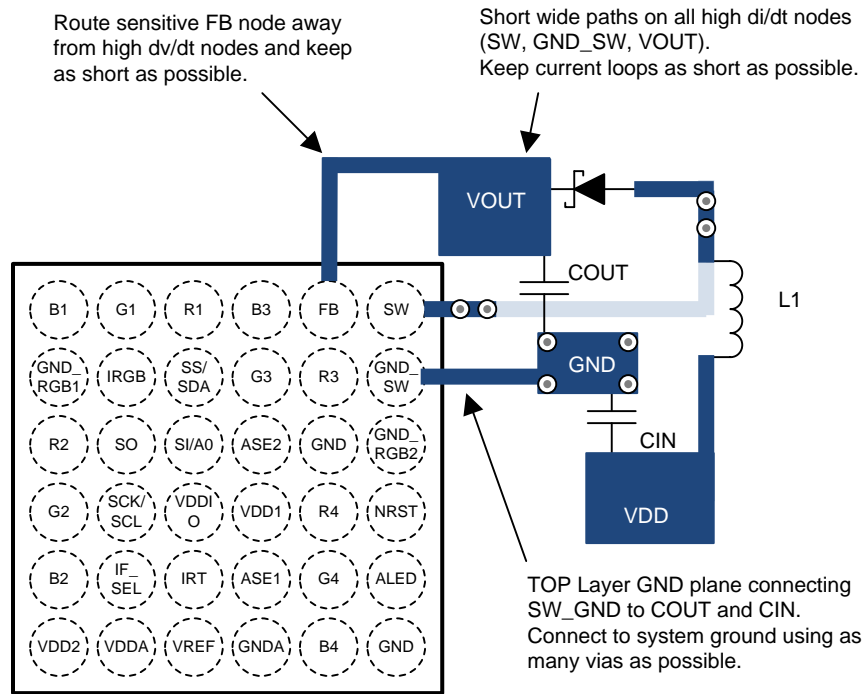 Route sensitive FB node away
from high dv/dt nodes and keep
as short as possible.
Short wide paths on all high di/dt nodes
(SW, GND_SW, VOUT).
Keep current loops as short as possible.
VOUT
COUT
L1
B1 G1 R1 B3 FB SW
GND_
RGB1
IRGB
SS/
SDA
G3 R3
GND_
SW
GND
R2 SO SI/A0 ASE2 GND
GND_
RGB2
CIN
G2
SCK/
SCL
VDDI
O
VDD1 R4 NRST
VDD
B2
IF_
SEL
IRT ASE1 G4 ALED
VDD2 VDDA VREF GNDA B4 GND
TOP Layer GND plane connecting
SW_GND to COUT and CIN.
Connect to system ground using as
many vias as possible.